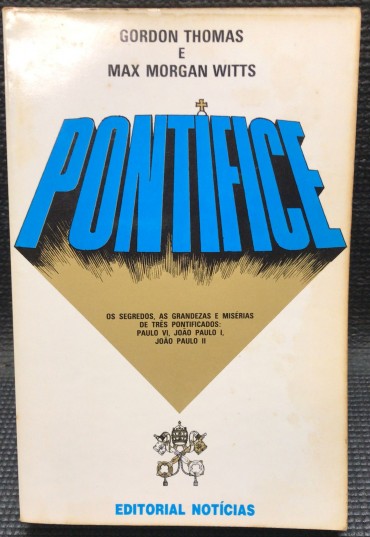 GORDON THOMAS
E
MAX MORGAN WITTS
PONTÍFICE
OS SEGREDOS, AS GRANDEZAS E MISÉRIAS
DE TRÊS PONTIFICADOS:
PAULO VI, JOÃO PAULO I,
JOÃO PAULO II
EDITORIAL NOTÍCIAS